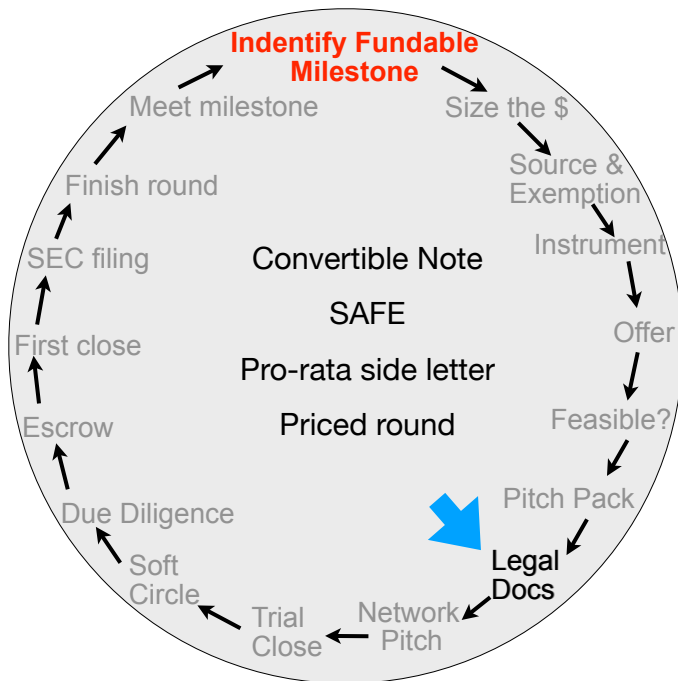 Indentify Fundable
Milestone
Size the $
Source &
Exemption
Instrument
Offer
Feasible?
Pitch Pack
Legal
Docs
Network
Pitch
Trial
Close
Soft
Circle
Due Diligence
Escrow
First close
SEC filing
Finish round
Meet milestone
Convertible Note
SAFE
Pro-rata side letter
Priced round